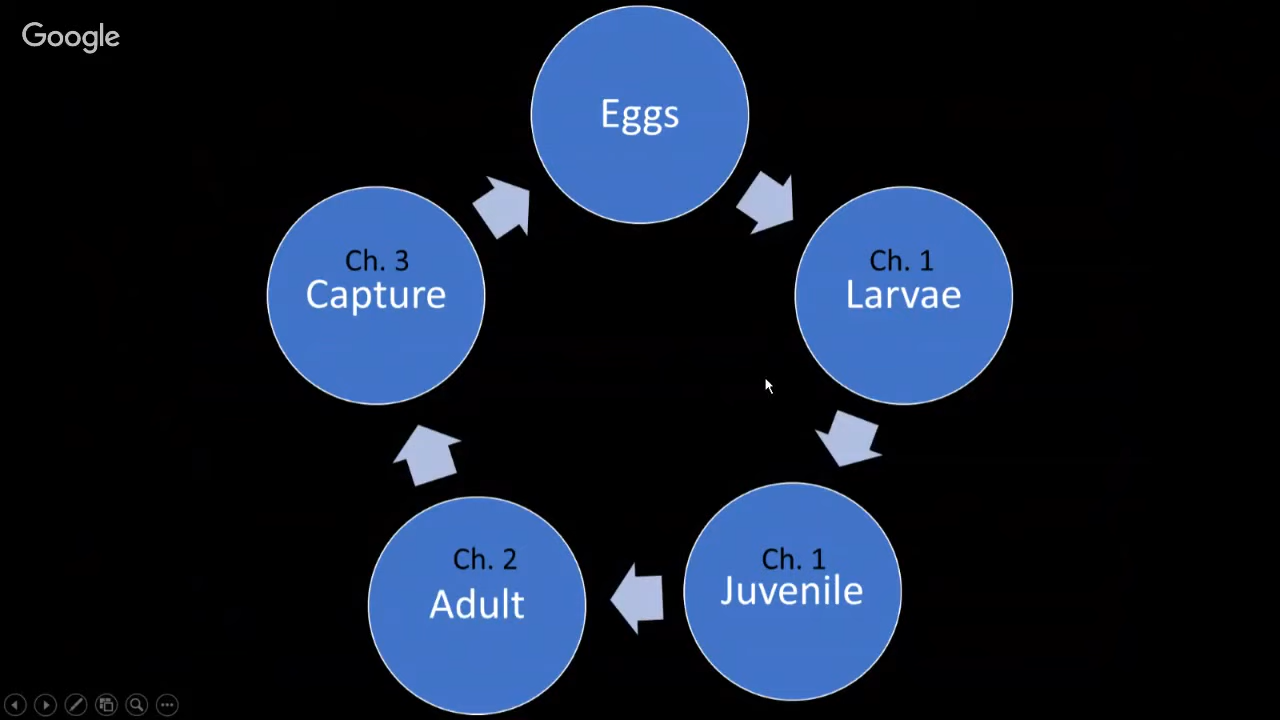 Google
Eggs
Ch. 1
Larvae
Ch. 1
Juvenile
Ch. 2
Adult
Ch. 3
Capture